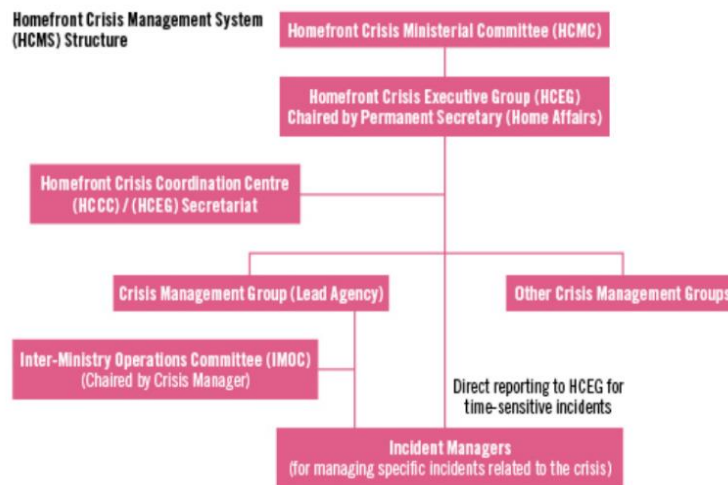 Homefront Crisis Management System
(HCMS) Structure
Homefront Crisis Ministerial Committee (HCMC)
Homefront Crisis Executive Group (HCEG)
Chaired by Permanent Secretary (Home Affairs)
Homefront Crisis Coordination Centre
(HCCC) / (HCEG) Secretariat
Crisis Management Group (Lead Agency)
Other Crisis Management Groups
Inter-Ministry Operations Committee (IMOC)
(Chaired by Crisis Manager)
Direct reporting to HCEG for
time-sensitive incidents
Incident Managers
(for managing specific incidents related to the crisis)